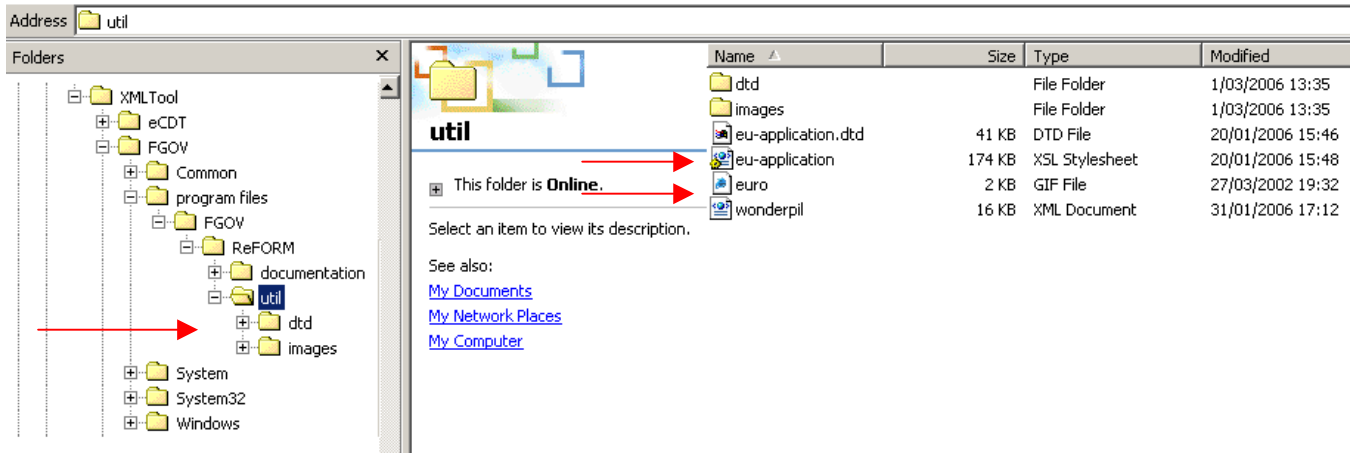 Address util
Folders
XMLTool
eCDT
FGOV
Common
program files
FGOV
ReFORM
documentation
util
dtd
images
System
System32
Windows
util
This folder is Online.
Select an item to view its description.
See also:
My Documents
My Network Places
My Computer
Name Size Type Modified
dtd File Folder 1/03/2006 13:35
images File Folder 1/03/2006 13:35
eu-application.dtd 41 KB DTD File 20/01/2006 15:46
eu-application 174 KB XSL Stylesheet 20/01/2006 15:48
euro 2 KB GIF File 27/03/2002 19:32
wonderpil 16 KB XML Document 31/01/2006 17:12